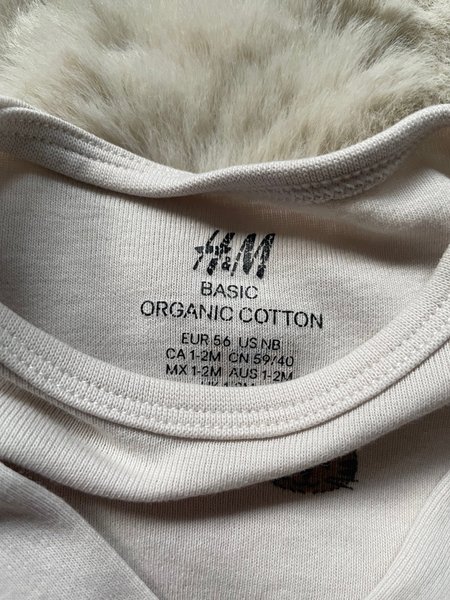 H&M
BASIC
ORGANIC COTTON
EUR 56 US NB
CA 1-2M CN 59/40
MX 1-2M AUS 1-2M